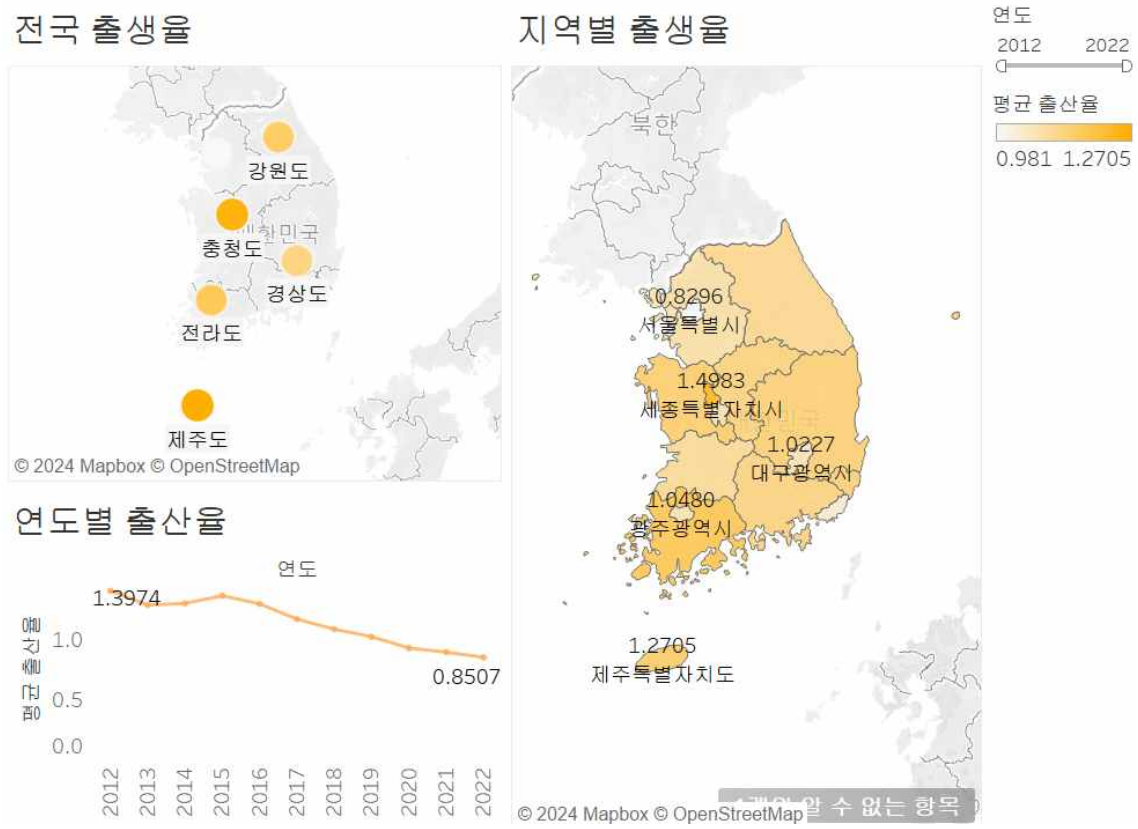 전국 출생율
강원도
대한민국
충청도
경상도
전라도
제주도
© 2024 Mapbox © OpenStreetMap
연도별 출산율
연도
평균 출산율
1.3974
1.0
0.5
0.0
0.8507
2012
2013
2014
2015
2016
2017
2018
2019
2020
2021
2022
지역별 출생율
북한
0.8296
서울특별시
1.4983
세종특별자치시
민국
1.0227
대구광역시
1.0480
광주광역시
1.2705
제주특별자치도
알 수 없는 항목
© 2024 Mapbox © OpenStreetMap
연도
2012 2022
평균 출산율
0.981 1.2705